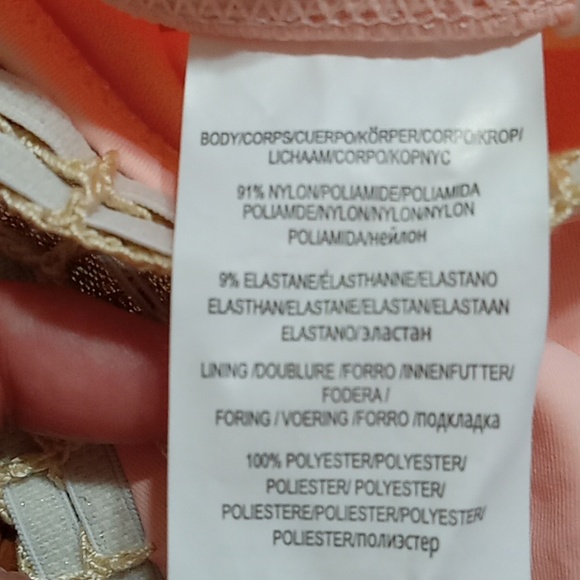 BODY/CORPS/CUERPO/KÖRPER/CORPO/KROP/
LICHAAM/CORPO/KOPNYC
91% NYLON/POLIAMIDE/POLIAMIDA
POLIAMDE/NYLON/NYLON/NYLON
POLIAMIDA/нейлон
9% ELASTANE/ÉLASTHANNE/ELASTANO
ELASTHAN/ELASTANE/ELASTAN/ELASTAAN
ELASTANO/эластан
LINING /DOUBLURE /FORRO /INNENFUTTER/
FODERA /
FORING / VOERING /FORRO /подкладка
100% POLYESTER/POLYESTER/
POLIESTER/ POLYESTER/
POLIESTERE/POLYESTER/POLYESTER/
POLIESTER/полиэстер